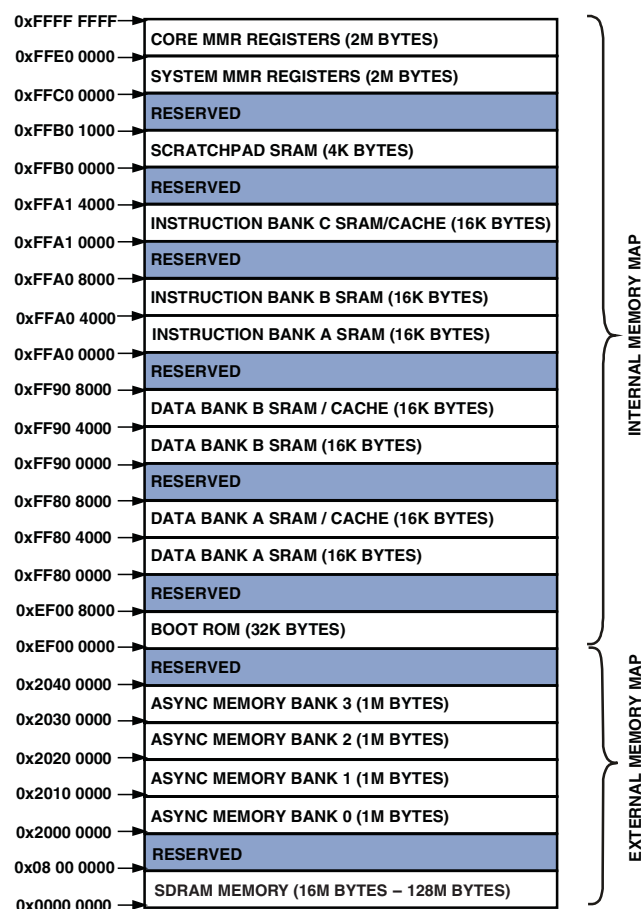 0xFFFF FFFF
CORE MMR REGISTERS (2M BYTES)
0xFFE0 0000
SYSTEM MMR REGISTERS (2M BYTES)
0xFFC0 0000
RESERVED
0xFFB0 1000
SCRATCHPAD SRAM (4K BYTES)
0xFFB0 0000
RESERVED
0xFFA1 4000
INSTRUCTION BANK C SRAM/CACHE (16K BYTES)
0xFFA1 0000
RESERVED
0xFFA0 8000
INSTRUCTION BANK B SRAM (16K BYTES)
0xFFA0 4000
INSTRUCTION BANK A SRAM (16K BYTES)
0xFFA0 0000
RESERVED
0xFF90 8000
DATA BANK B SRAM / CACHE (16K BYTES)
0xFF90 4000
DATA BANK B SRAM (16K BYTES)
0xFF90 0000
RESERVED
0xFF80 8000
DATA BANK A SRAM / CACHE (16K BYTES)
0xFF80 4000
DATA BANK A SRAM (16K BYTES)
0xFF80 0000
RESERVED
0xEF00 8000
BOOT ROM (32K BYTES)
0xEF00 0000
RESERVED
0x2040 0000
ASYNC MEMORY BANK 3 (1M BYTES)
0x2030 0000
ASYNC MEMORY BANK 2 (1M BYTES)
0x2020 0000
ASYNC MEMORY BANK 1 (1M BYTES)
0x2010 0000
ASYNC MEMORY BANK 0 (1M BYTES)
0x2000 0000
RESERVED
0x08 00 0000
SDRAM MEMORY (16M BYTES – 128M BYTES)
0x0000 0000
INTERNAL MEMORY MAP
EXTERNAL MEMORY MAP